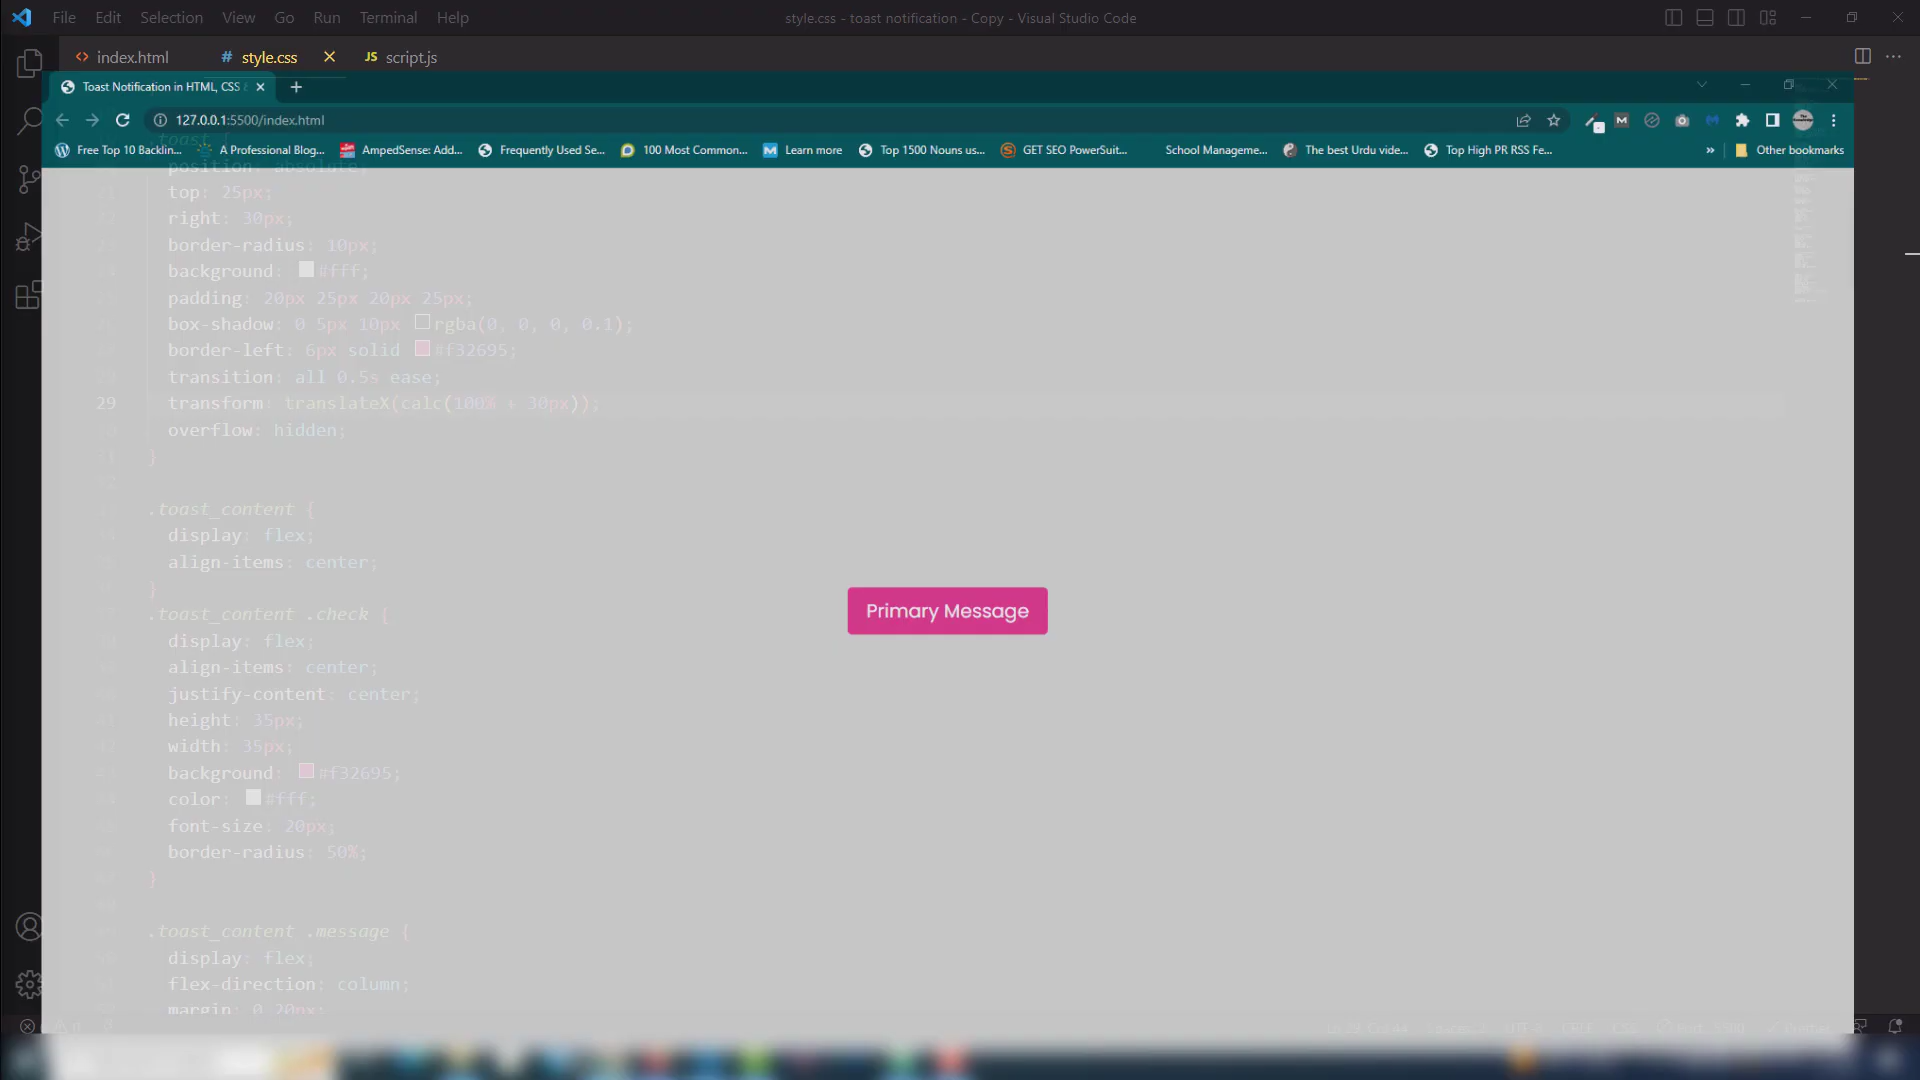 File Edit Selection View Go Run Terminal Help
style.css - toast notification - Copy - Visual Studio Code
<> index.html # style.css JS script.js
Toast Notification in HTML, CSS &
127.0.0.1:5500/index.html
Free Top 10 Backlin... A Professional Blog... AmpedSense: Add... Frequently Used Se... 100 Most Common... Learn more Top 1500 Nouns us... GET SEO PowerSuit... School Manageme... The best Urdu vide... Top High PR RSS Fe... » Other bookmarks
.toast {
position: absolute;
top: 25px;
right: 30px;
border-radius: 10px;
background: #fff;
padding: 20px 25px 20px 25px;
box-shadow: 0 5px 10px rgba(0, 0, 0, 0.1);
border-left: 6px solid #f32695;
transition: all 0.5s ease;
29 transform: translateX(calc(100% + 30px));
overflow: hidden;
}
.toast_content {
display: flex;
align-items: center;
}
.toast_content .check {
display: flex;
align-items: center;
justify-content: center;
height: 35px;
width: 35px;
background: #f32695;
color: #fff;
font-size: 20px;
border-radius: 50%;
}
.toast_content .message {
display: flex;
flex-direction: column;
margin: 0 20px;
Primary Message